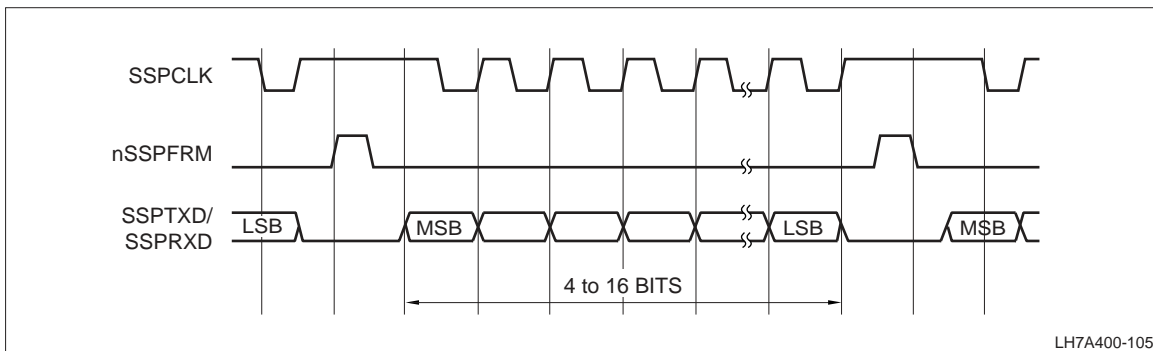 SSPCLK
nSSPFRM
SSPTXD/
SSPRXD
LSB
MSB
LSB
MSB
4 to 16 BITS
LH7A400-105